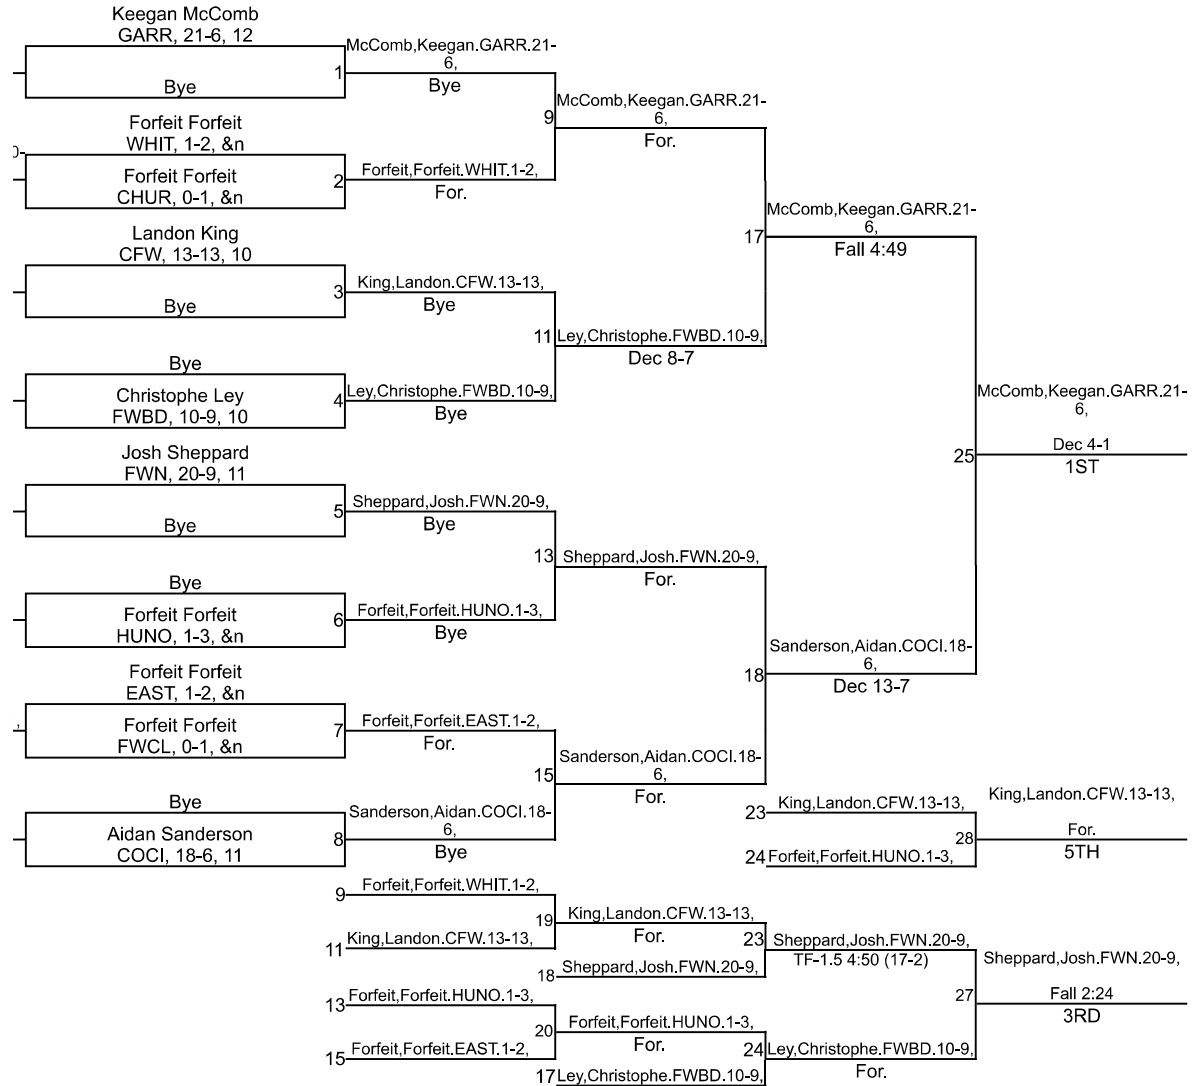 Keegan McComb
GARR, 21-6, 12
Bye
1
McComb,Keegan.GARR.21-
6,
Bye
Forfeit Forfeit
WHIT, 1-2, &n
Forfeit Forfeit
CHUR, 0-1, &n
2
Forfeit,Forfeit.WHIT.1-2,
For.
9
McComb,Keegan.GARR.21-
6,
For.
Landon King
CFW, 13-13, 10
Bye
3
King,Landon.CFW.13-13,
Bye
Bye
Christophe Ley
FWBD, 10-9, 10
4
Ley,Christophe.FWBD.10-9,
Bye
11
Ley,Christophe.FWBD.10-9,
Dec 8-7
17
McComb,Keegan.GARR.21-
6,
Fall 4:49
Josh Sheppard
FWN, 20-9, 11
Bye
5
Sheppard,Josh.FWN.20-9,
Bye
Bye
Forfeit Forfeit
HUNO, 1-3, &n
6
Forfeit,Forfeit.HUNO.1-3,
Bye
13
Sheppard,Josh.FWN.20-9,
For.
Forfeit Forfeit
EAST, 1-2, &n
Forfeit Forfeit
FWCL, 0-1, &n
7
Forfeit,Forfeit.EAST.1-2,
For.
Bye
Aidan Sanderson
COCI, 18-6, 11
8
Sanderson,Aidan.COCI.18-
6,
Bye
15
Sanderson,Aidan.COCI.18-
6,
For.
18
Sanderson,Aidan.COCI.18-
6,
Dec 13-7
25
McComb,Keegan.GARR.21-
6,
Dec 4-1
1ST
23
King,Landon.CFW.13-13,
24
Forfeit,Forfeit.HUNO.1-3,
28
King,Landon.CFW.13-13,
For.
5TH
9
Forfeit,Forfeit.WHIT.1-2,
11
King,Landon.CFW.13-13,
19
King,Landon.CFW.13-13,
For.
18
Sheppard,Josh.FWN.20-9,
23
Sheppard,Josh.FWN.20-9,
TF-1.5 4:50 (17-2)
13
Forfeit,Forfeit.HUNO.1-3,
15
Forfeit,Forfeit.EAST.1-2,
20
Forfeit,Forfeit.HUNO.1-3,
For.
17
Ley,Christophe.FWBD.10-9,
24
Ley,Christophe.FWBD.10-9,
For.
27
Sheppard,Josh.FWN.20-9,
Fall 2:24
3RD